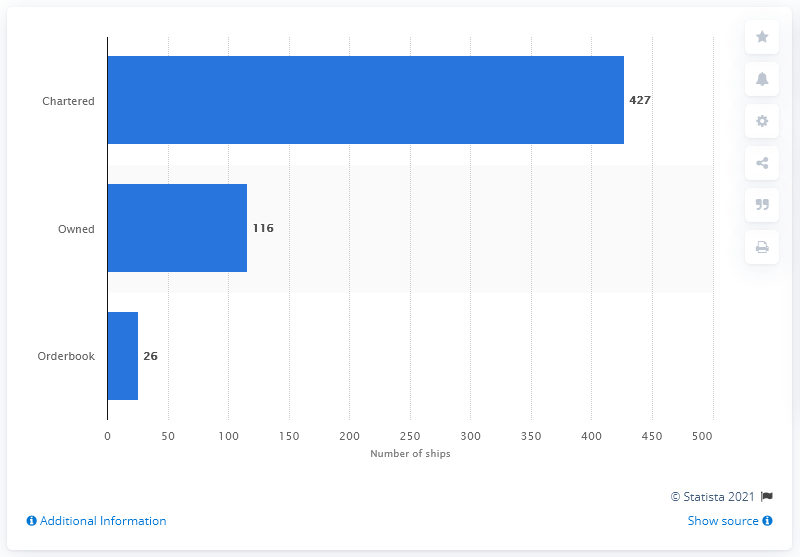 Chartered
427
Owned
116
Orderbook
26
0 50 100 150 200 250 300 350 400 450 500
Number of ships
© Statista 2021
Additional Information
Show source